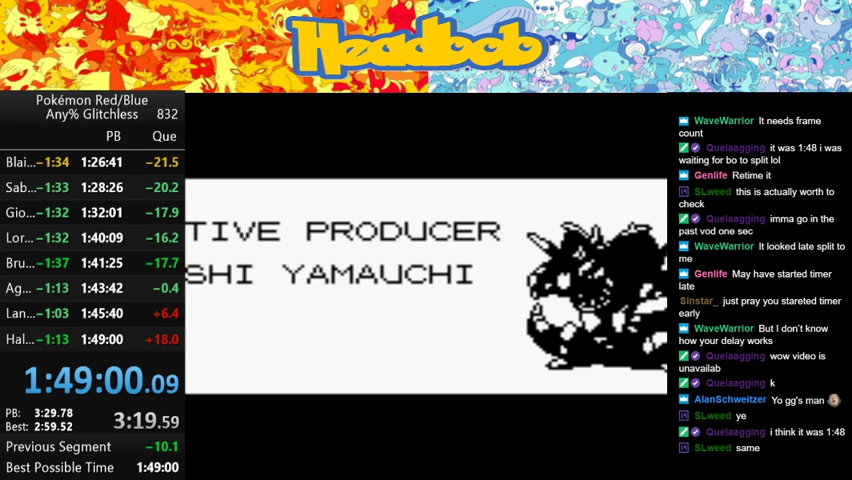 Headbob
Pokémon Red/Blue
Any% Glitchless 832
PB Que
Blai... −1:34 1:26:41 −21.5
Sab... −1:33 1:28:26 −20.2
Gio... −1:32 1:32:01 −17.9
Lor... −1:32 1:40:09 −16.2
Bru... −1:37 1:41:25 −17.7
Ag... −1:13 1:43:42 −0.4
Lan... −1:03 1:45:40 +6.4
Hal... −1:13 1:49:00 +18.0
1:49:00.09
PB: 3:29.78
Best: 2:59.52
3:19.59
Previous Segment −10.1
Best Possible Time 1:49:00
TIVE PRODUCER
SHI YAMAUCHI
WaveWarrior It needs frame
count
Quelaagging it was 1:48 i was
waiting for bo to split lol
Genlife Retime it
SLweed this is actually worth to
check
Quelaagging imma go in the
past vod one sec
WaveWarrior It looked late split to
me
Genlife May have started timer
late
Sinstar_ just pray you stareted timer
early
WaveWarrior But I don't know
how your delay works
Quelaagging wow video is
unavailab
Quelaagging k
AlanSchweitzer Yo gg's man
SLweed ye
Quelaagging i think it was 1:48
SLweed same